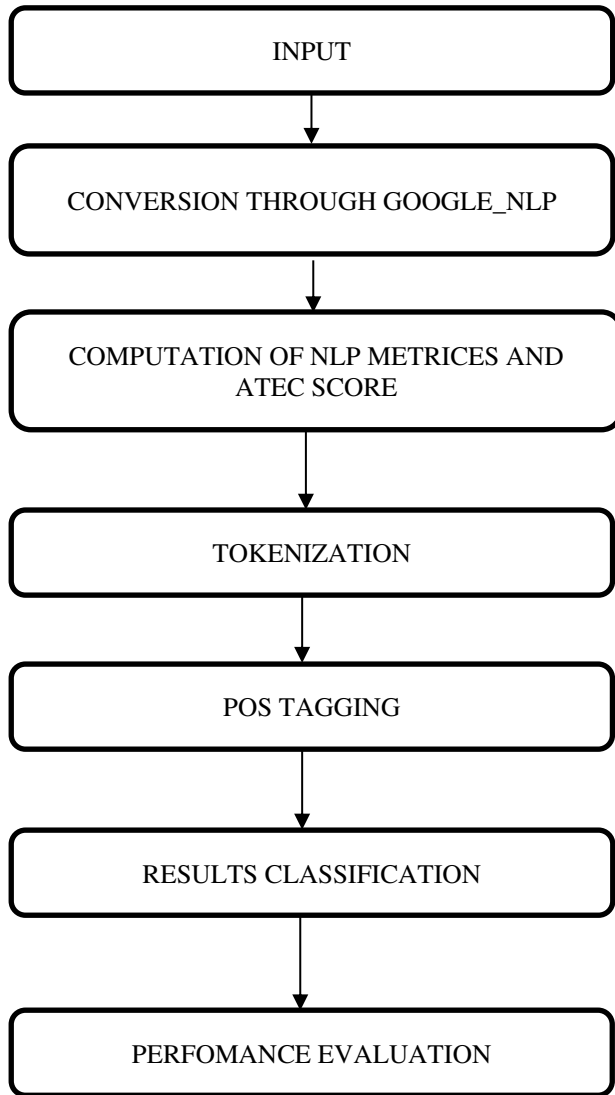 INPUT
CONVERSION THROUGH GOOGLE_NLP
COMPUTATION OF NLP METRICES AND
ATEC SCORE
TOKENIZATION
POS TAGGING
RESULTS CLASSIFICATION
PERFOMANCE EVALUATION